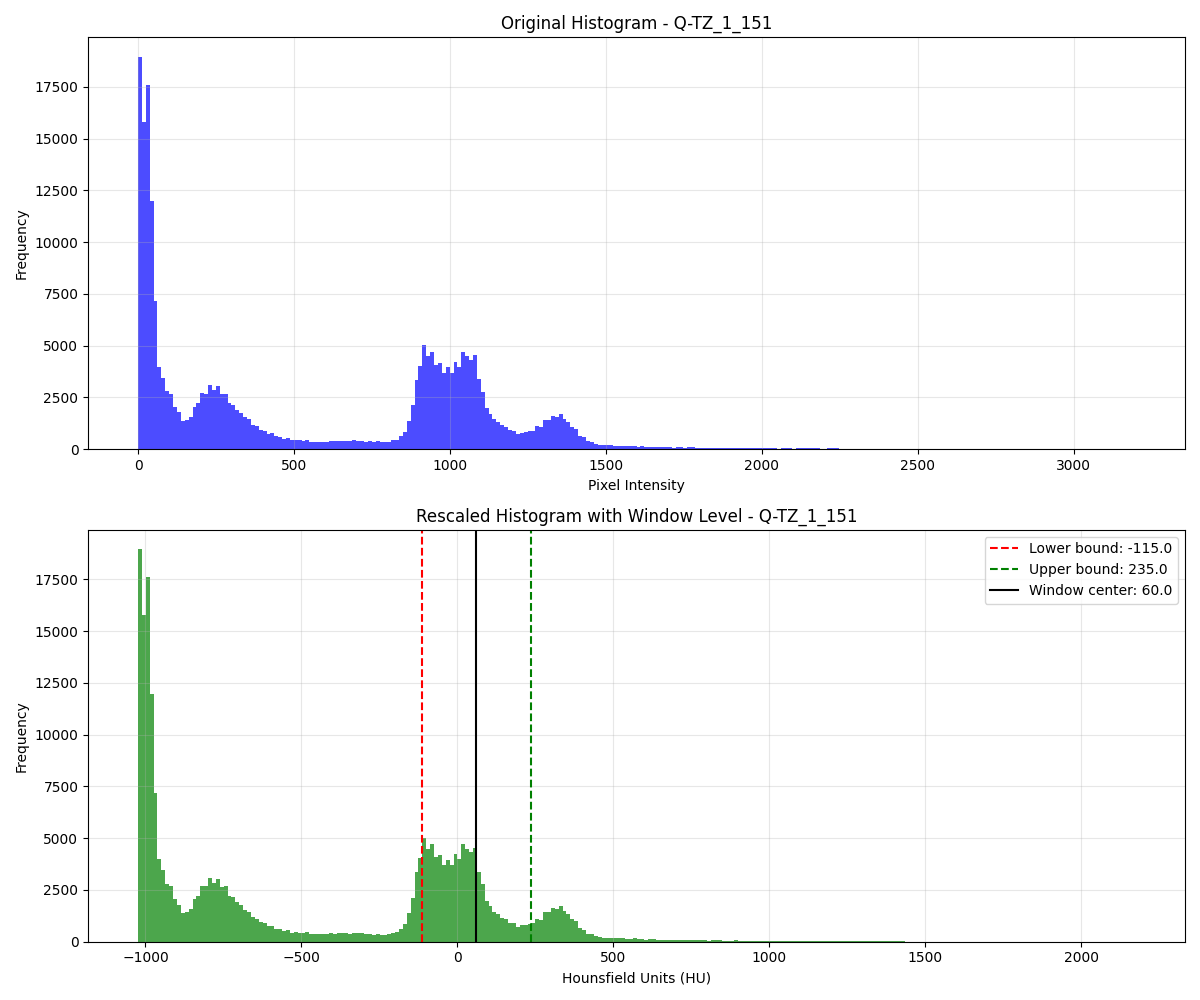 Original Histogram - Q-TZ_1_151
Frequency
17500
15000
12500
10000
7500
5000
2500
0
0 500 1000 1500 2000 2500 3000
Pixel Intensity
Rescaled Histogram with Window Level - Q-TZ_1_151
Frequency
17500
15000
12500
10000
7500
5000
2500
0
Lower bound: -115.0
Upper bound: 235.0
Window center: 60.0
−1000 −500 0 500 1000 1500 2000
Hounsfield Units (HU)